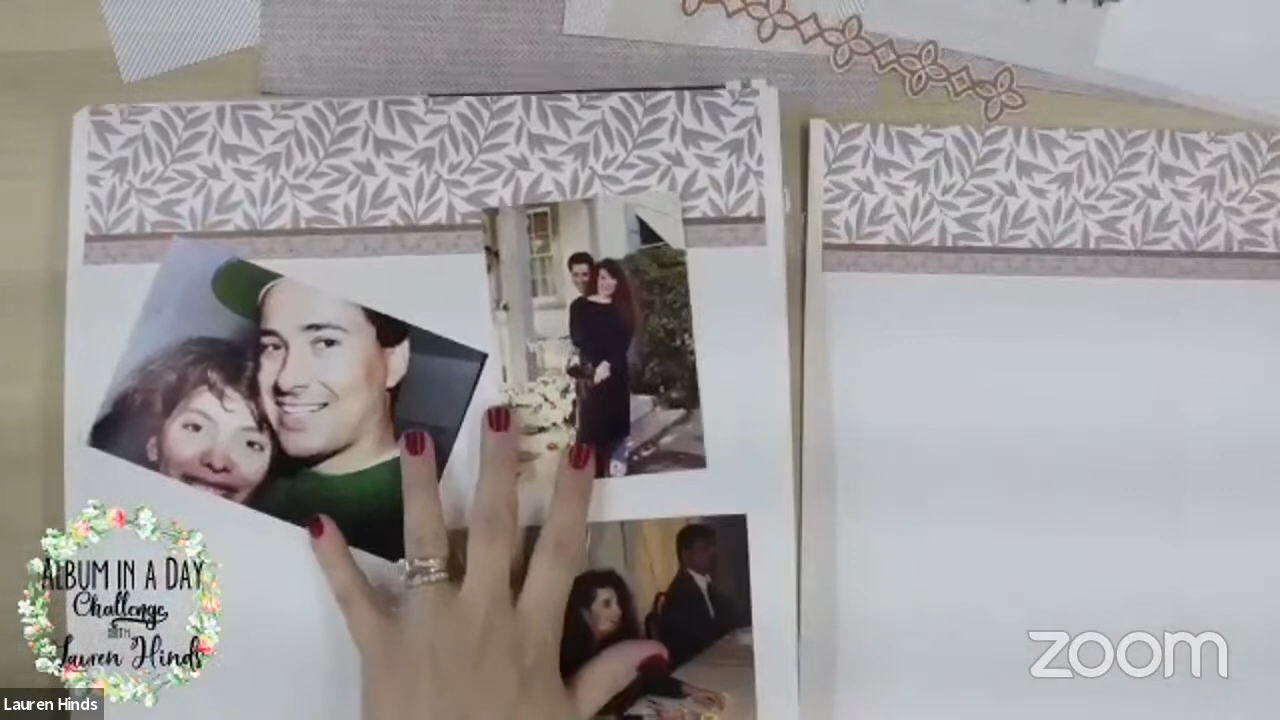 ALBUM IN A DAY
Challenge
WITH
Lauren Hinds
zoom
Lauren Hinds